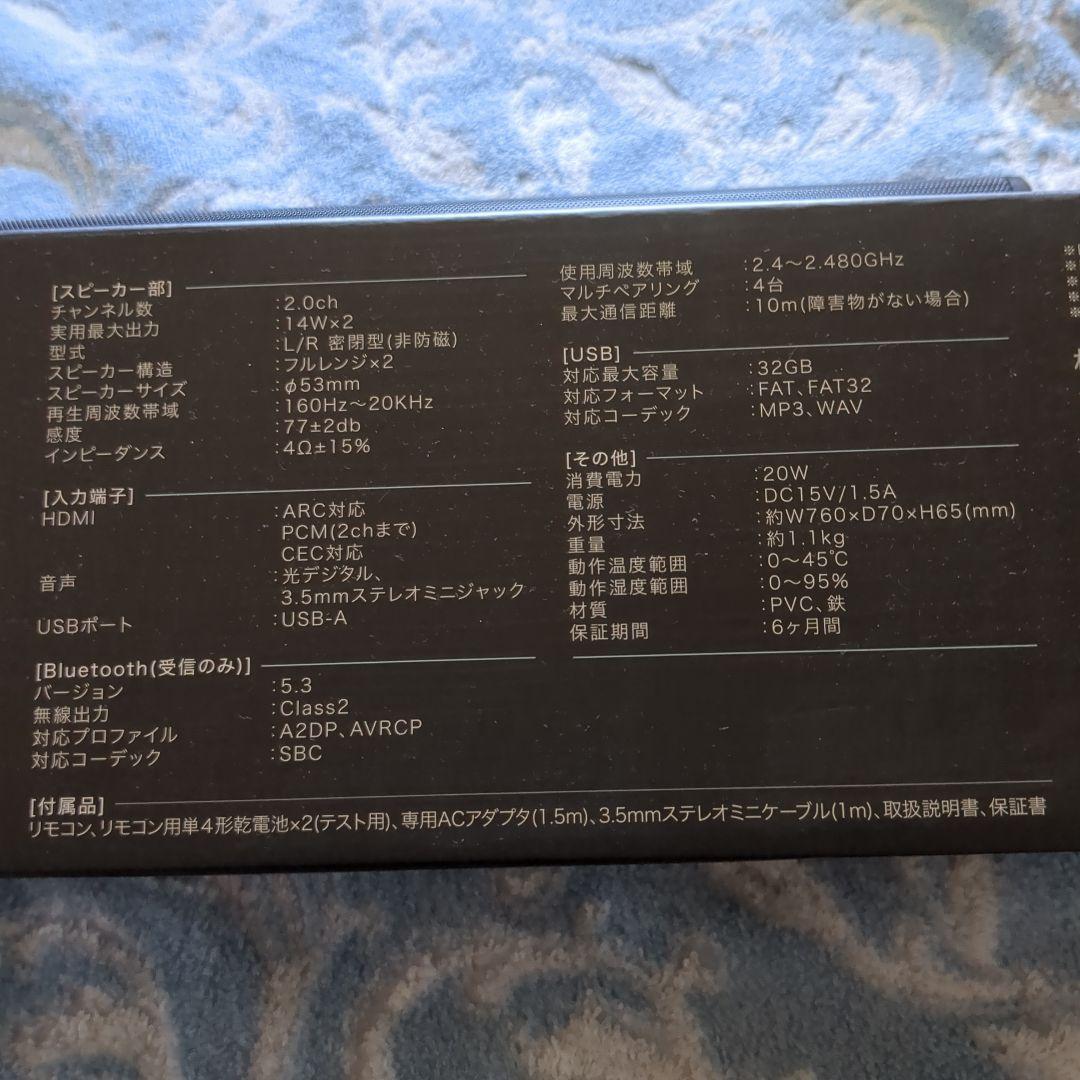 [スピーカー部]
チャンネル数 :2.0ch
実用最大出力 :14W×2
型式 :L/R 密閉型(非防磁)
スピーカー構造 :フルレンジ×2
スピーカーサイズ :φ53mm
再生周波数帯域 :160Hz〜20KHz
感度 :77±2db
インピーダンス :4Ω±15%
[入力端子]
HDMI :ARC対応
PCM(2chまで)
CEC対応
音声 :光デジタル、
3.5mmステレオミニジャック
USBポート :USB-A
[Bluetooth(受信のみ)]
バージョン :5.3
無線出力 :Class2
対応プロファイル :A2DP、AVRCP
対応コーデック :SBC
使用周波数帯域 :2.4〜2.480GHz
マルチペアリング :4台
最大通信距離 :10m(障害物がない場合)
[USB]
対応最大容量 :32GB
対応フォーマット :FAT、FAT32
対応コーデック :MP3、WAV
[その他]
消費電力 :20W
電源 :DC15V/1.5A
外形寸法 :約W760×D70×H65(mm)
重量 :約1.1kg
動作温度範囲 :0〜45℃
動作湿度範囲 :0〜95%
材質 :PVC、鉄
保証期間 :6ヶ月間
[付属品]
リモコン、リモコン用単4形乾電池×2(テスト用)、専用ACアダプタ(1.5m)、3.5mmステレオミニケーブル(1m)、取扱説明書、保証書